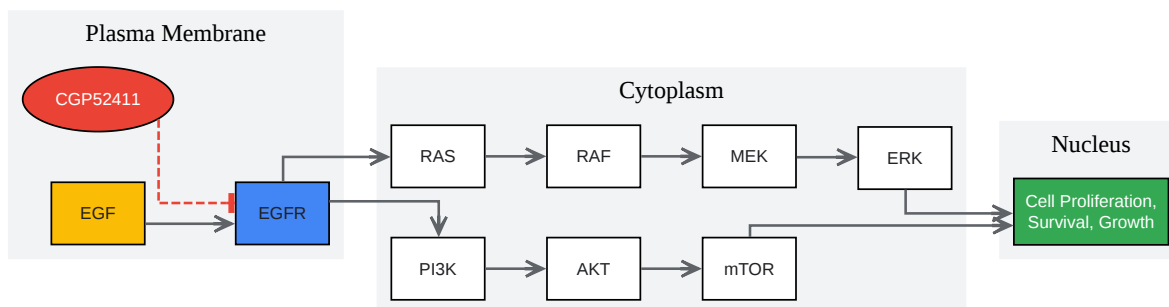 Plasma Membrane
CGP52411
EGF
EGFR
Cytoplasm
RAS
RAF
MEK
ERK
PI3K
AKT
mTOR
Nucleus
Cell Proliferation,
Survival, Growth